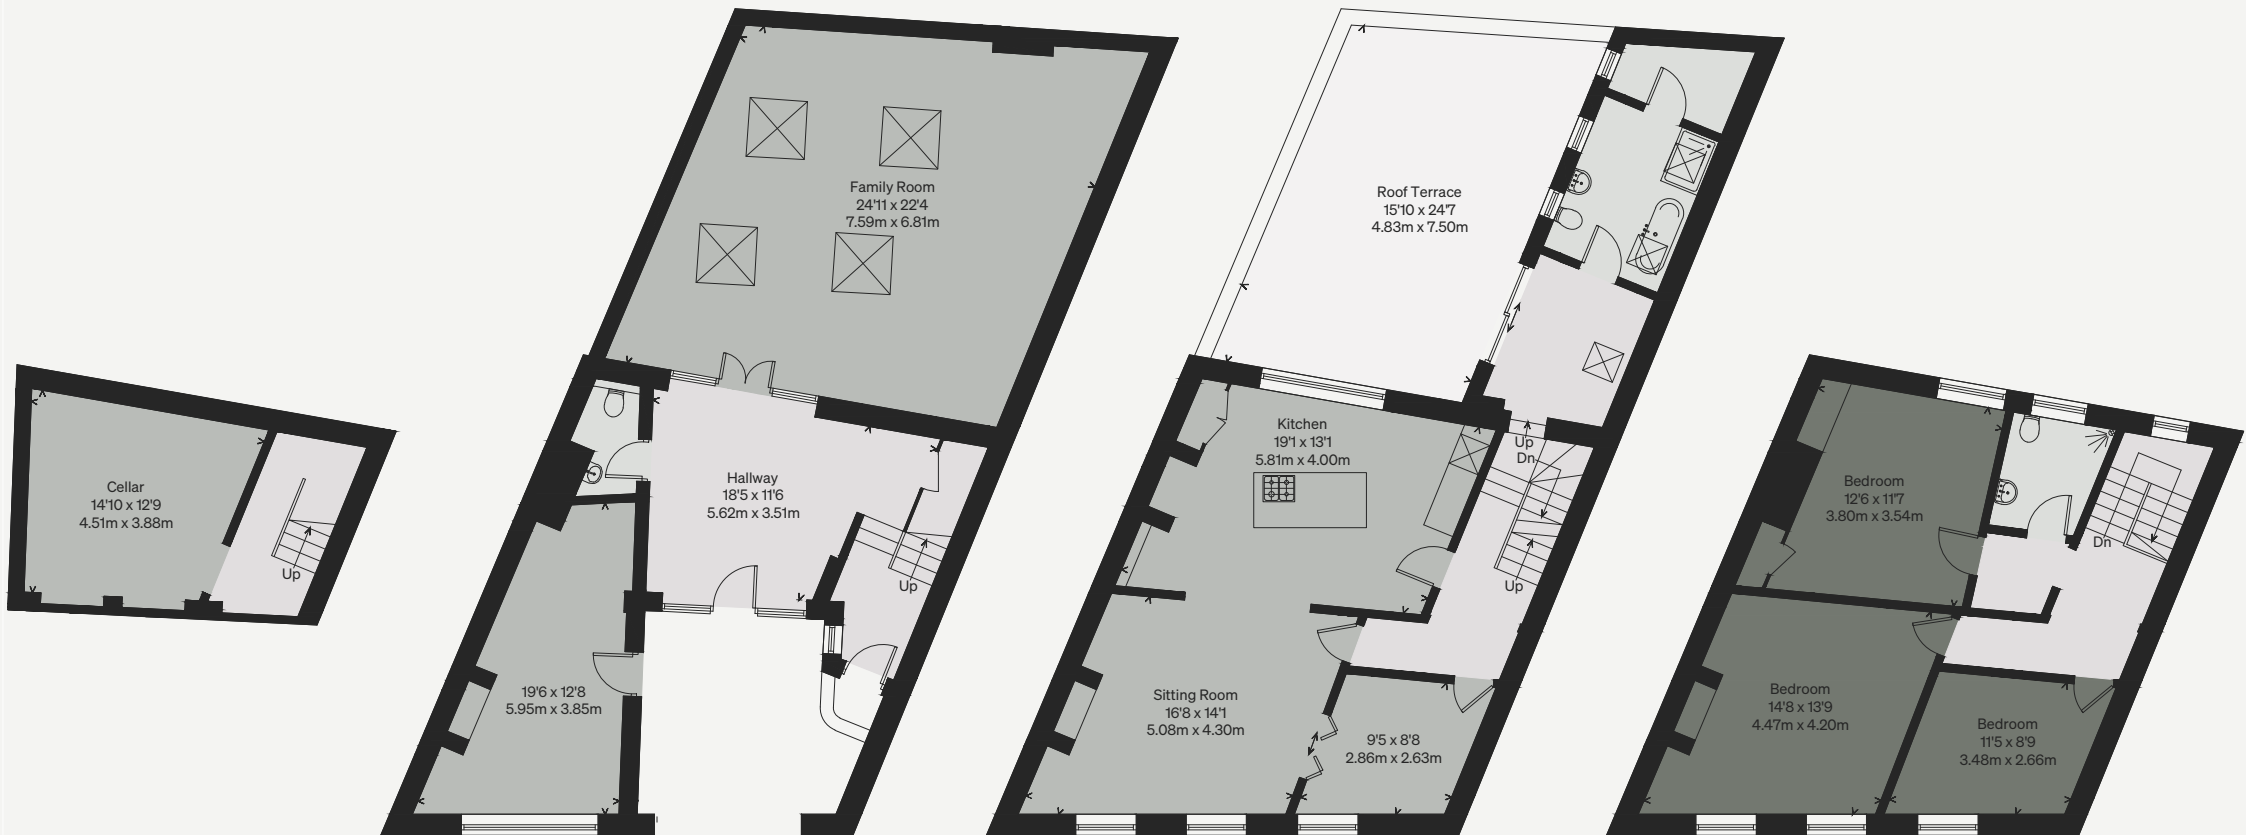 Cellar
14'10 x 12'9
4.51m x 3.88m
Up
Family Room
24'11 x 22'4
7.59m x 6.81m
Hallway
18'5 x 11'6
5.62m x 3.51m
Up
19'6 x 12'8
5.95m x 3.85m
Roof Terrace
15'10 x 24'7
4.83m x 7.50m
Kitchen
19'1 x 13'1
5.81m x 4.00m
Up
Dn
Up
Sitting Room
16'8 x 14'1
5.08m x 4.30m
9'5 x 8'8
2.86m x 2.63m
Bedroom
12'6 x 11'7
3.80m x 3.54m
Dn
Bedroom
14'8 x 13'9
4.47m x 4.20m
Bedroom
11'5 x 8'9
3.48m x 2.66m